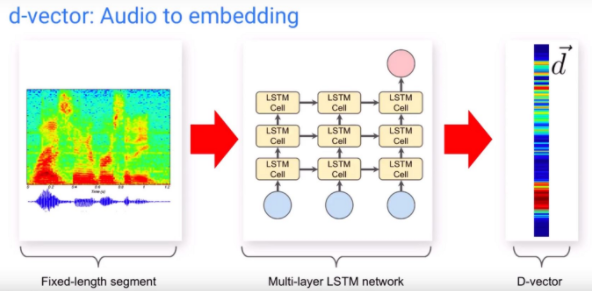 d-vector: Audio to embedding
LSTM Cell
LSTM Cell
LSTM Cell
LSTM Cell
LSTM Cell
LSTM Cell
LSTM Cell
LSTM Cell
LSTM Cell
d
Fixed-length segment
Multi-layer LSTM network
D-vector